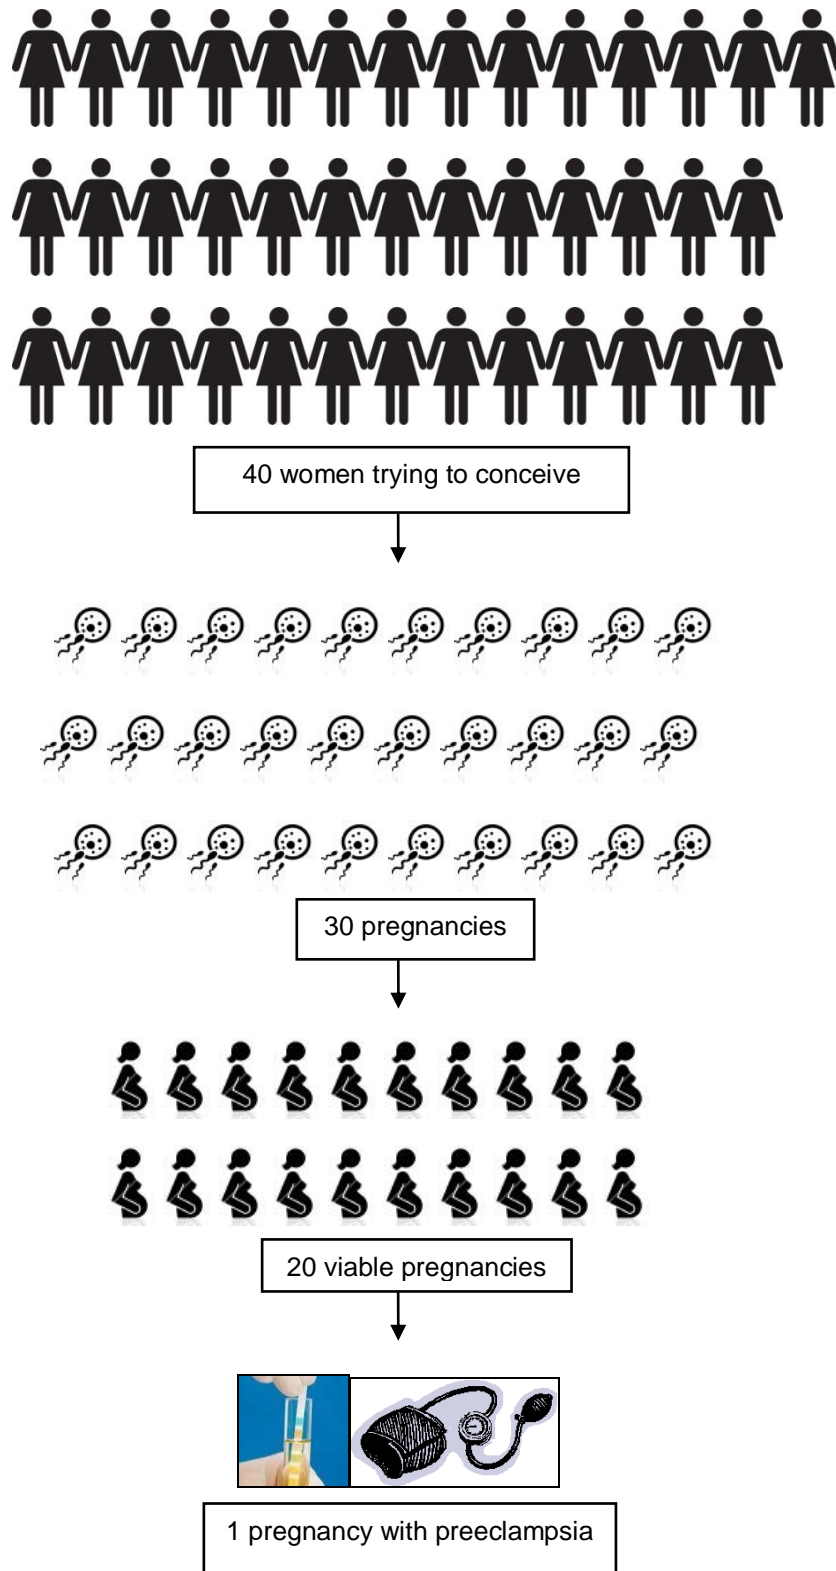 40 women trying to conceive
30 pregnancies
20 viable pregnancies
1 pregnancy with preeclampsia